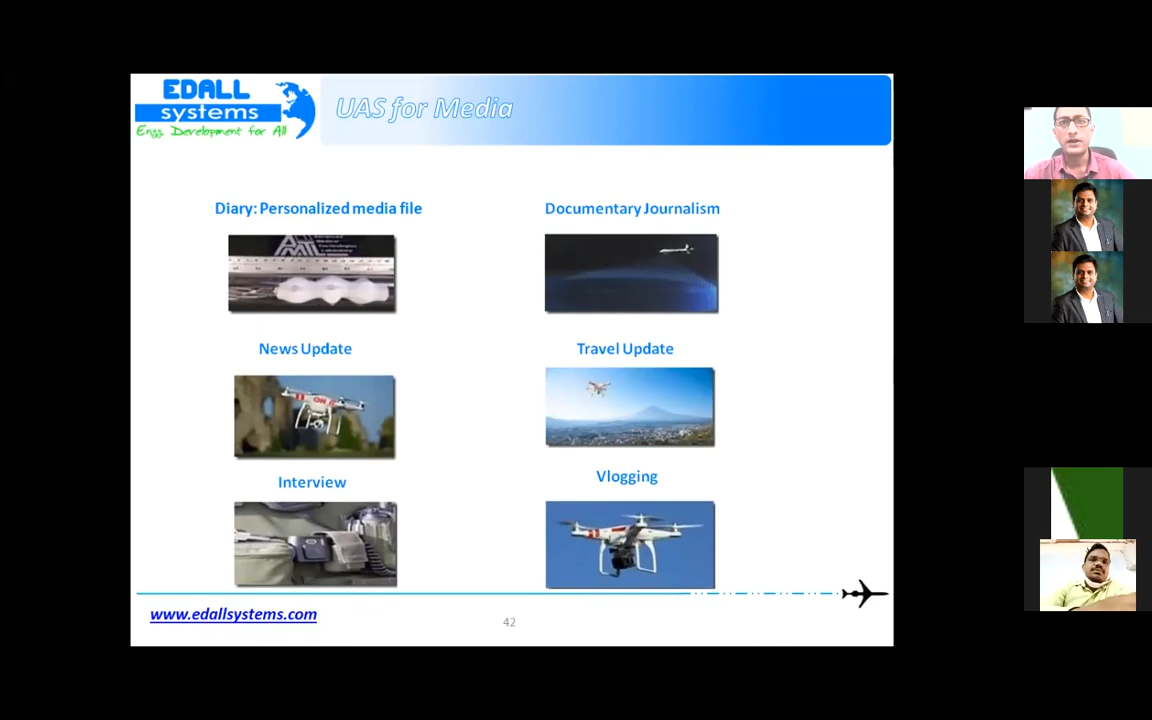 EDALL
systems
Engg. Development for All
UAS for Media
Diary: Personalized media file
Documentary Journalism
News Update
Travel Update
CNN
Interview
Vlogging
www.edallsystems.com
42